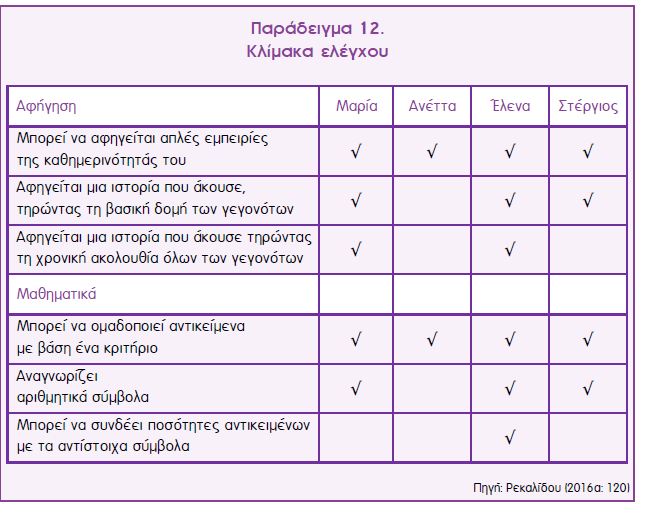 Παράδειγμα 12.
Κλίμακα ελέγχου
Αφήγηση Μαρία Ανέττα Έλενα Στέργιος
Μπορεί να αφηγείται απλές εμπειρίες
της καθημερινότητάς του √ √ √ √
Αφηγείται μια ιστορία που άκουσε,
τηρώντας τη βασική δομή των γεγονότων √ √ √
Αφηγείται μια ιστορία που άκουσε τηρώντας
τη χρονική ακολουθία όλων των γεγονότων √ √
Μαθηματικά
Μπορεί να ομαδοποιεί αντικείμενα
με βάση ένα κριτήριο √ √ √ √
Αναγνωρίζει
αριθμητικά σύμβολα √ √ √
Μπορεί να συνδέει ποσότητες αντικειμένων
με τα αντίστοιχα σύμβολα √
Πηγή: Ρεκαλίδου (2016α: 120)